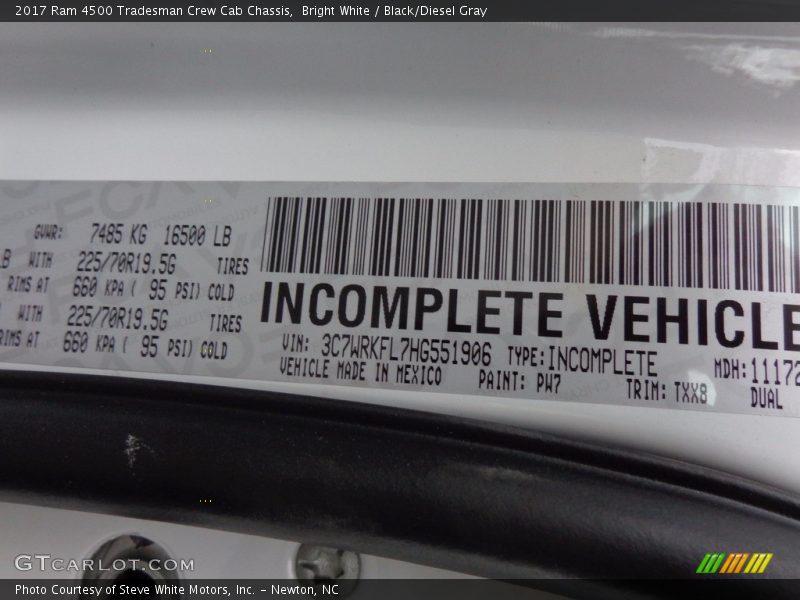 2017 Ram 4500 Tradesman Crew Cab Chassis, Bright White / Black/Diesel Gray
GVWR: 7485 KG 16500 LB
LB WITH 225/70R19.5G TIRES
RIMS AT 660 KPA ( 95 PSI) COLD
WITH 225/70R19.5G TIRES
RIMS AT 660 KPA ( 95 PSI) COLD
INCOMPLETE VEHICLE
VIN: 3C7WRKFL7HG551906 TYPE: INCOMPLETE MDH: 11172
VEHICLE MADE IN MEXICO PAINT: PW7 TRIM: TXX8 DUAL
GTCARLOT.COM
Photo Courtesy of Steve White Motors, Inc. – Newton, NC